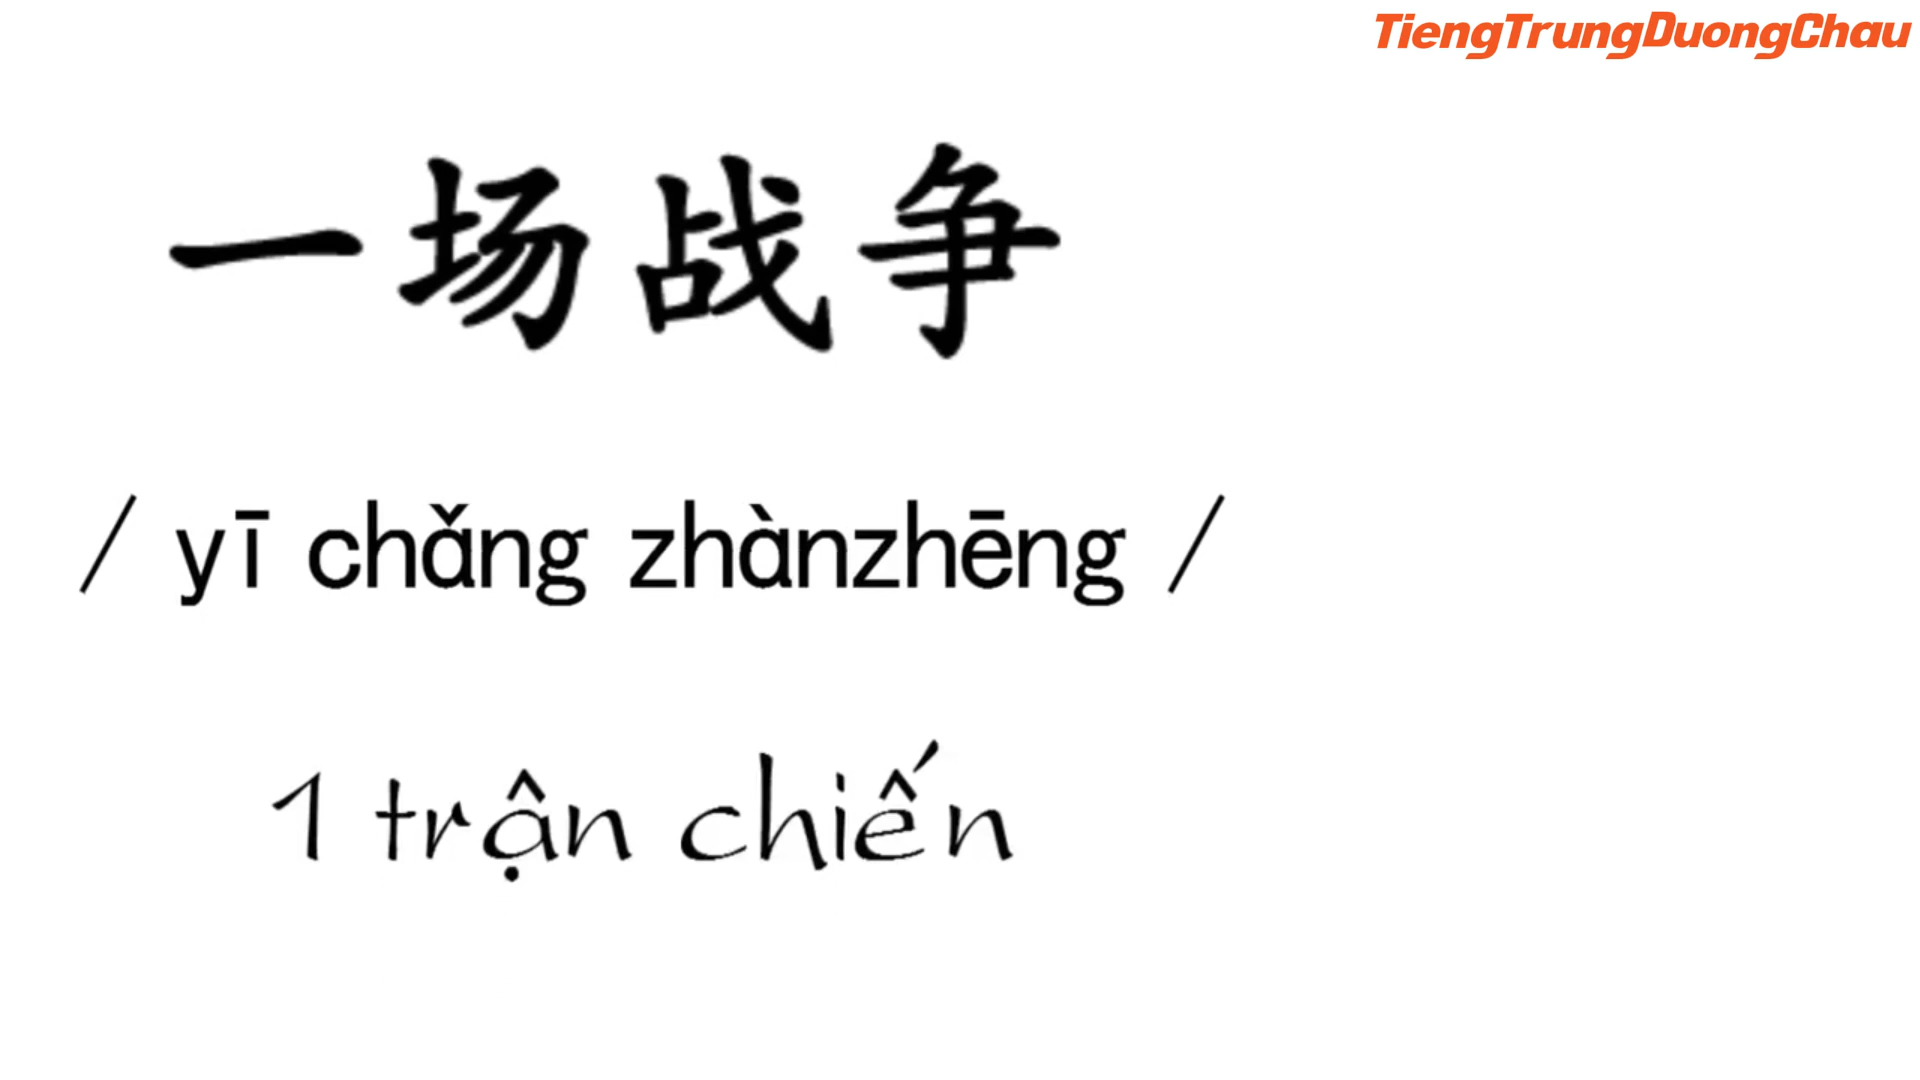 TiengTrungDuongChau
一场战争
/ yī chǎng zhànzhēng /
1 trận chiến